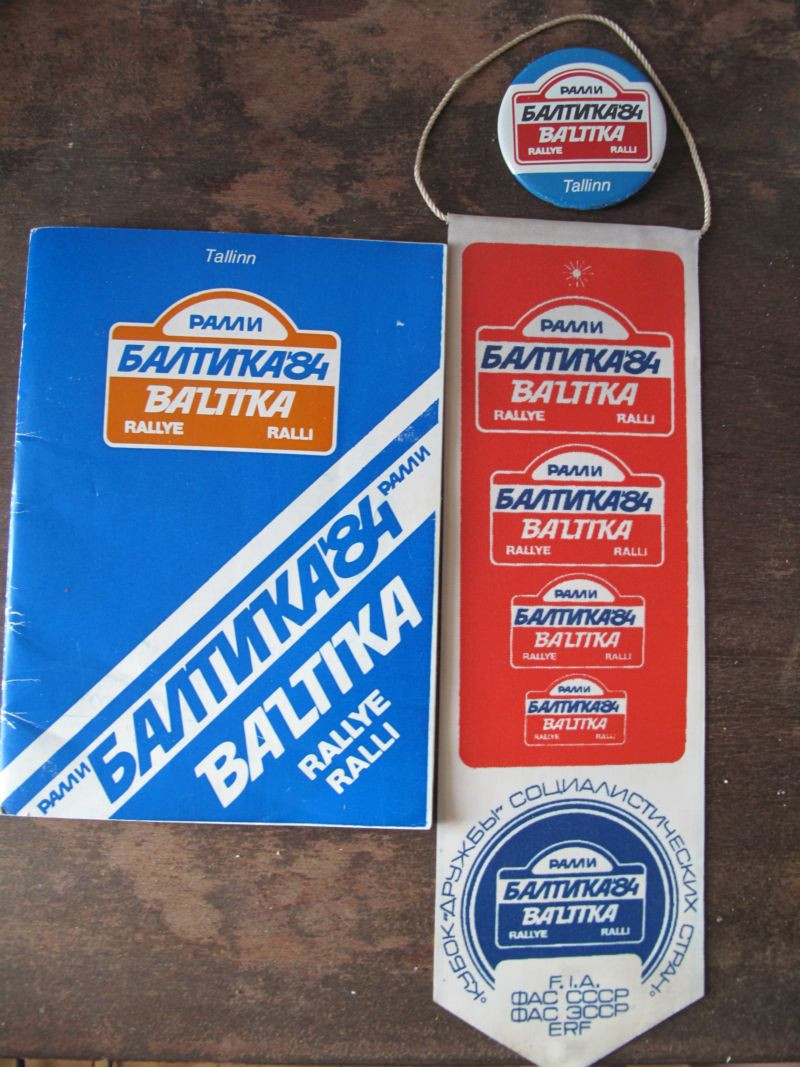 РАЛЛИ
БАЛТИКА'84
BALTIKA
RALLYE RALLI
Tallinn
Tallinn
РАЛЛИ
БАЛТИКА'84
BALTIKA
RALLYE RALLI
РАЛЛИ БАЛТИКА'84 РАЛЛИ
BALTIKA RALLYE
RALLI
РАЛЛИ
БАЛТИКА'84
BALTIKA
RALLYE RALLI
РАЛЛИ
БАЛТИКА'84
BALTIKA
RALLYE RALLI
РАЛЛИ
БАЛТИКА'84
BALTIKA
RALLYE RALLI
РАЛЛИ
БАЛТИКА'84
BALTIKA
RALLYE RALLI
КУБОК „ДРУЖБЫ“ СОЦИАЛИСТИЧЕСКИХ СТРАН
РАЛЛИ
БАЛТИКА'84
BALTIKA
RALLYE RALLI
F.I.A.
ФАС СССР
ФАС ЭССР
ERF